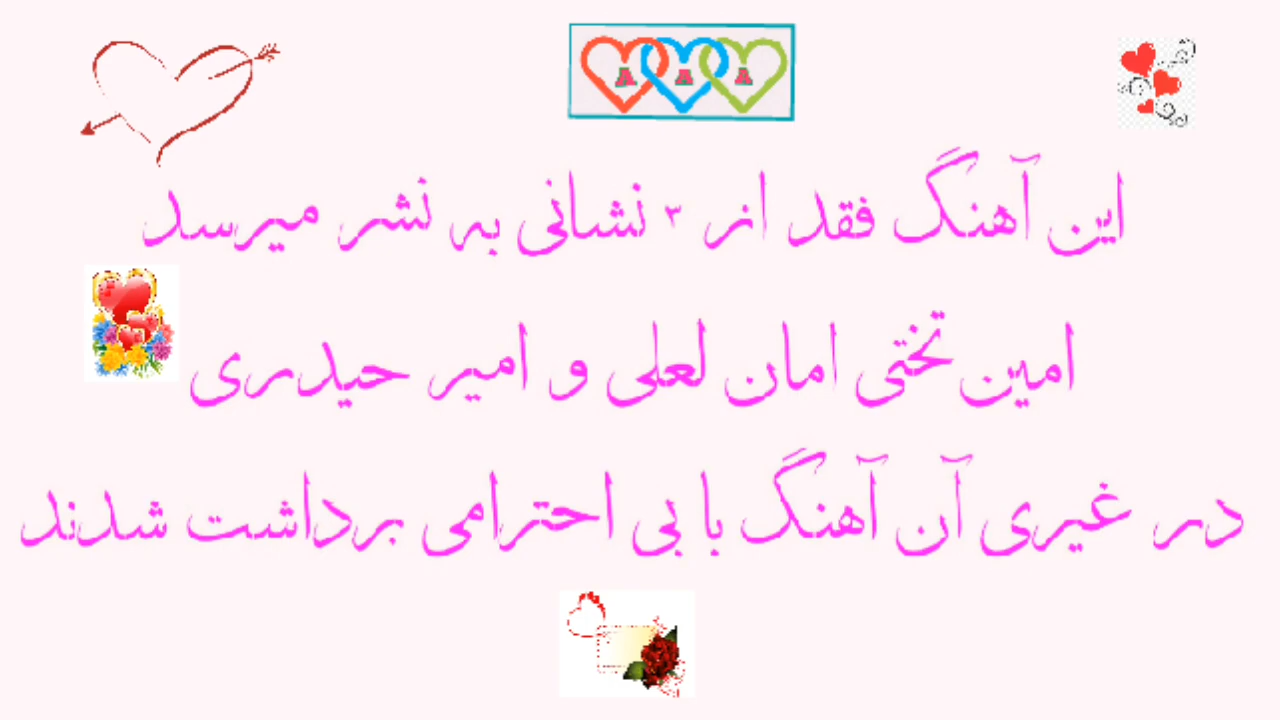 A A A
این آهنگ فقد از ۳ نشانی به نشر میرسد
امین تختی امان لعلی و امیر حیدری
در غیری آن آهنگ با بی احترامی برداشت شدند